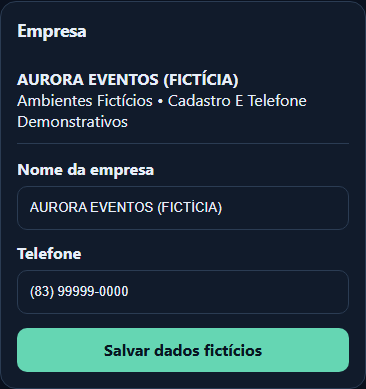 Empresa
AURORA EVENTOS (FICTÍCIA)
Ambientes Fictícios • Cadastro E Telefone
Demonstrativos
Nome da empresa
AURORA EVENTOS (FICTÍCIA)
Telefone
(83) 99999-0000
Salvar dados fictícios